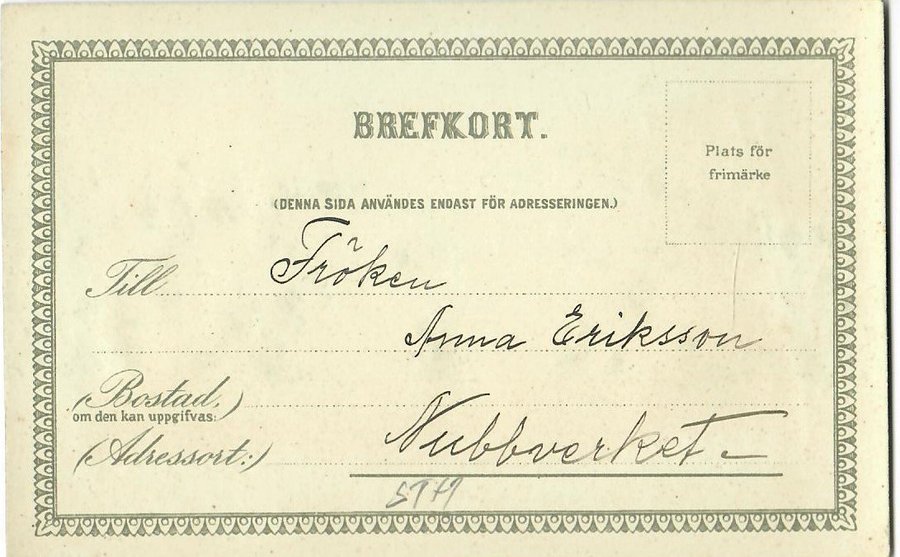 BREFKORT.
Plats för
frimärke
(DENNA SIDA ANVÄNDES ENDAST FÖR ADRESSERINGEN.)
Till Fröken
Anna Eriksson
(Bostad,)
om den kan uppgifvas:
(Adressort:) Nubbverket